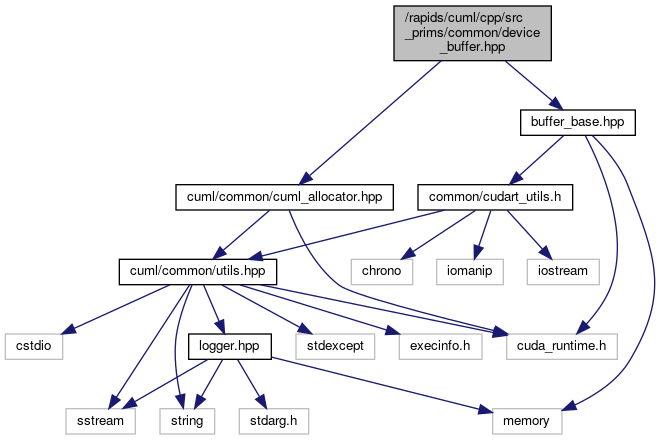 /rapids/cuml/cpp/src
_prims/common/device
_buffer.hpp
buffer_base.hpp
cuml/common/cuml_allocator.hpp
common/cudart_utils.h
cuml/common/utils.hpp
chrono
iomanip
iostream
cstdio
logger.hpp
stdexcept
execinfo.h
cuda_runtime.h
sstream
string
stdarg.h
memory